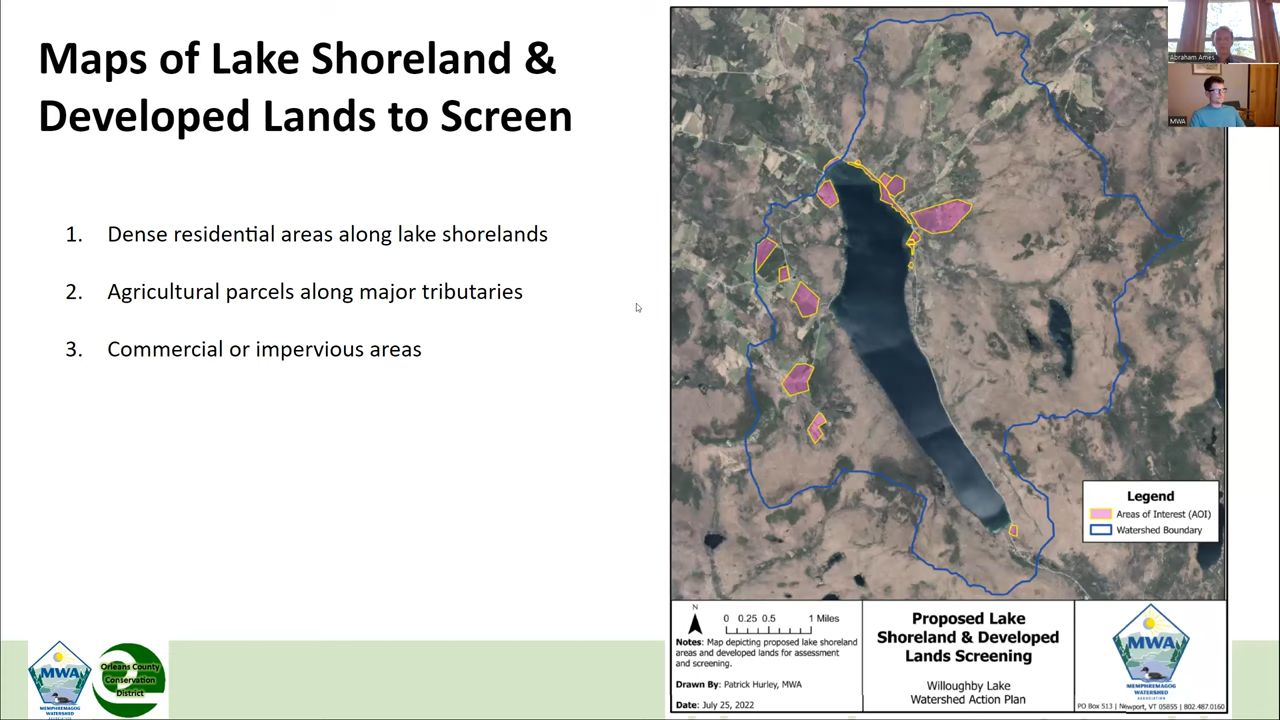 Maps of Lake Shoreland &
Developed Lands to Screen
1. Dense residential areas along lake shorelands
2. Agricultural parcels along major tributaries
3. Commercial or impervious areas
MWA
MEMPHREMAGOG
WATERSHED
ASSOCIATION
Orleans County
Conservation
District
Abraham Ames
MWA
Legend
Areas of Interest (AOI)
Watershed Boundary
N
0 0.25 0.5 1 Miles
Notes: Map depicting proposed lake shoreland
areas and developed lands for assessment
and screening.
Drawn By: Patrick Hurley, MWA
Date: July 25, 2022
Proposed Lake
Shoreland & Developed
Lands Screening
Willoughby Lake
Watershed Action Plan
MWA
MEMPHREMAGOG
WATERSHED
ASSOCIATION
PO Box 513 | Newport, VT 05855 | 802.487.0160